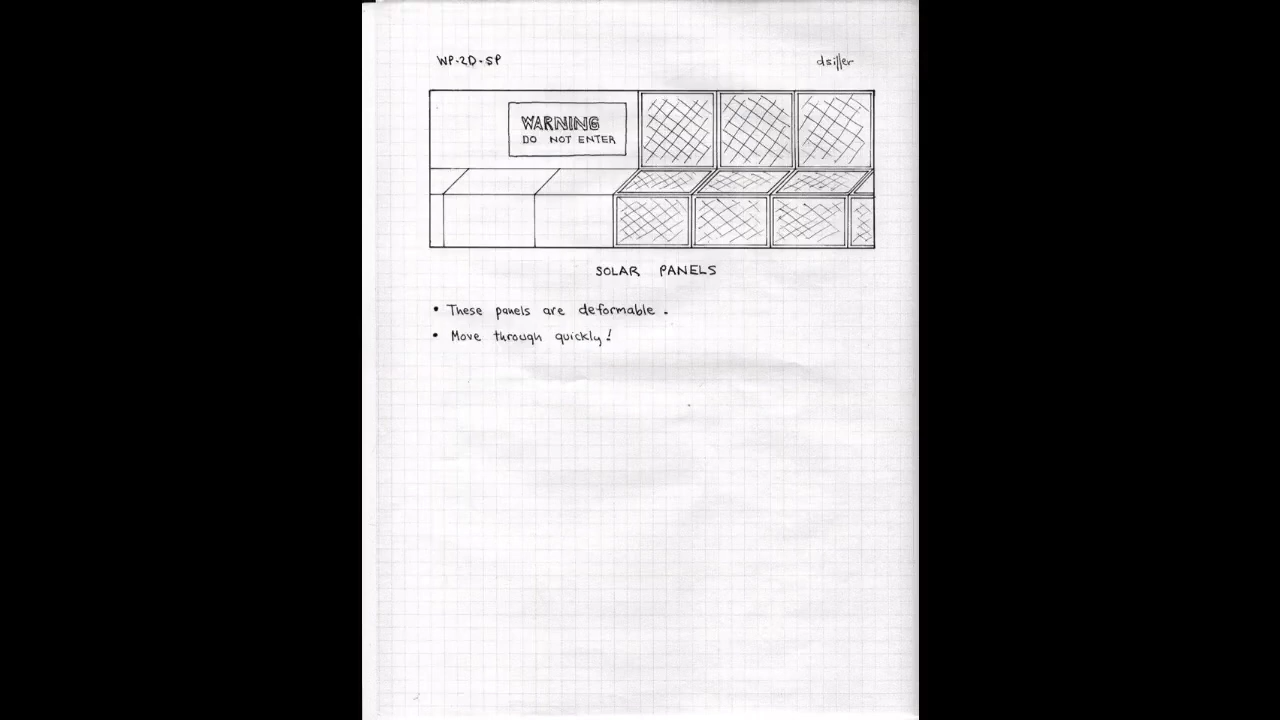 WP-2D-SP
dsiller
WARNING
DO NOT ENTER
SOLAR PANELS
• These panels are deformable.
• Move through quickly!